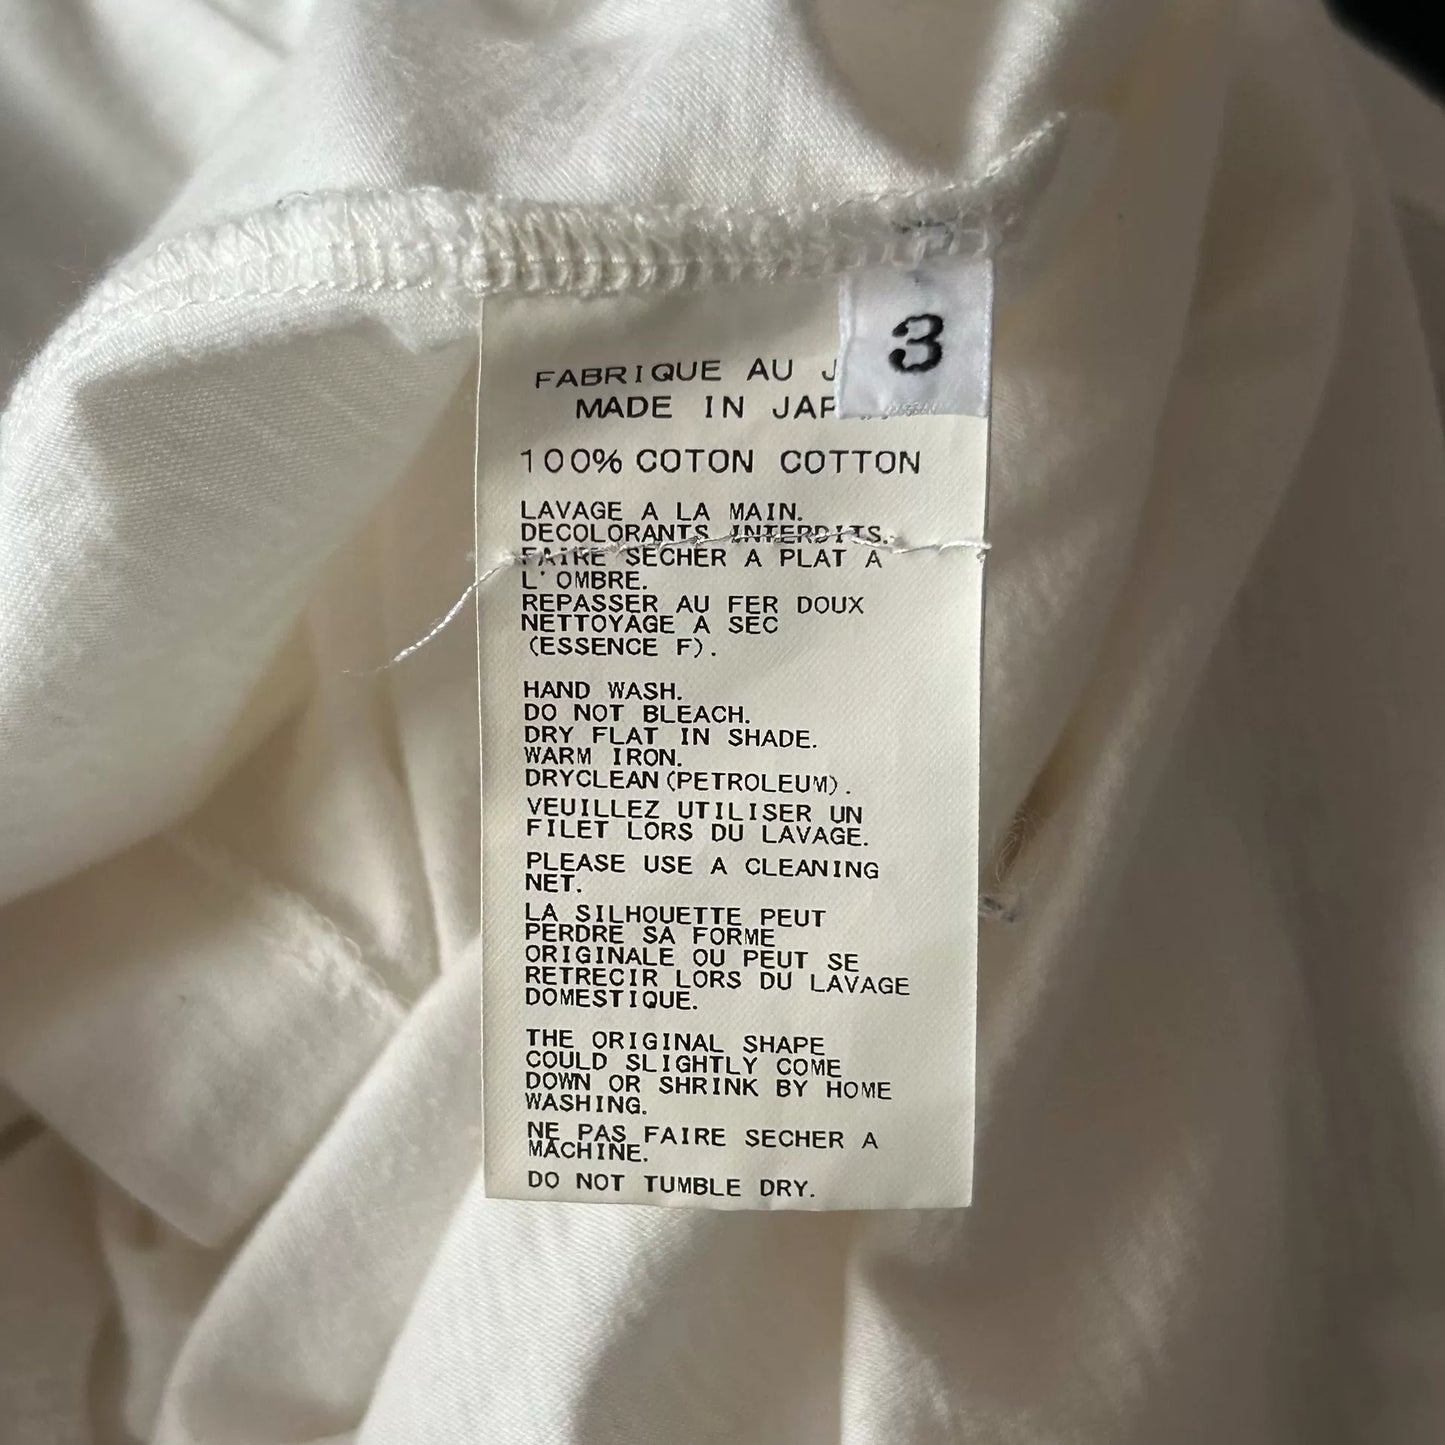 3
FABRIQUE AU
MADE IN
100% COTON COTTON
LAVAGE A LA MAIN.
DECOLORANTS INTERDITS.
FAIRE SECHER A PLAT A
L'OMBRE.
REPASSER AU FER DOUX
NETTOYAGE A SEC
(ESSENCE F).
HAND WASH.
DO NOT BLEACH.
DRY FLAT IN SHADE.
WARM IRON.
DRYCLEAN(PETROLEUM).
VEUILLEZ UTILISER UN
FILET LORS DU LAVAGE.
PLEASE USE A CLEANING
NET.
LA SILHOUETTE PEUT
PERDRE SA FORME
ORIGINALE OU PEUT SE
RETRECIR LORS DU LAVAGE
DOMESTIQUE.
THE ORIGINAL SHAPE
COULD SLIGHTLY COME
DOWN OR SHRINK BY HOME
WASHING.
NE PAS FAIRE SECHER A
MACHINE.
DO NOT TUMBLE DRY.